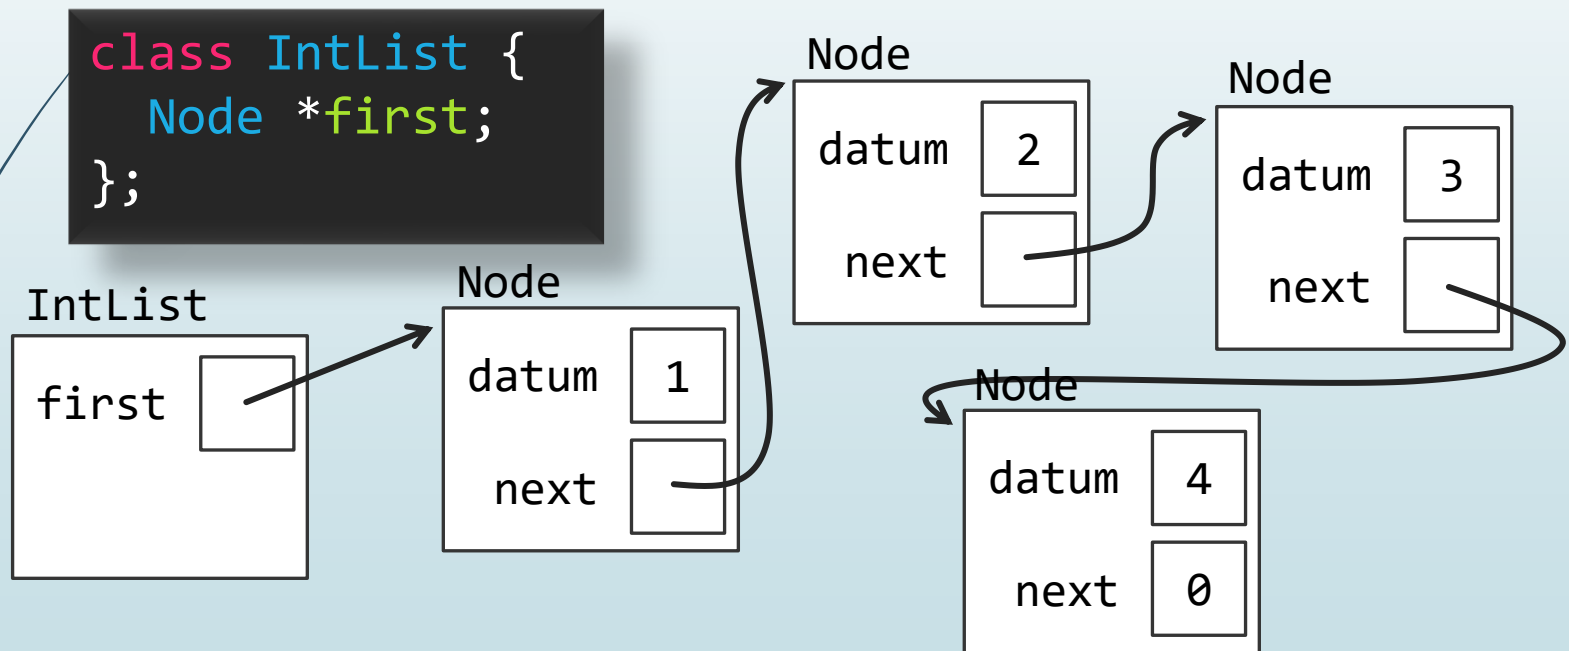 class IntList {
  Node *first;
};
IntList
first
Node
datum 1
next
Node
datum 2
next
Node
datum 3
next
Node
datum 4
next 0